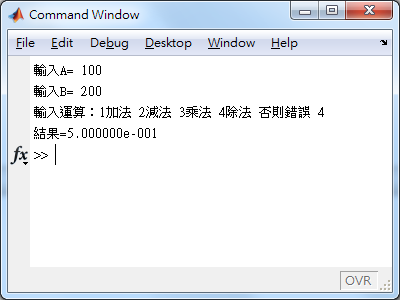 Command Window
File Edit Debug Desktop Window Help
輸入A= 100
輸入B= 200
輸入運算：1加法 2減法 3乘法 4除法 否則錯誤 4
結果=5.000000e-001
fx >>
OVR